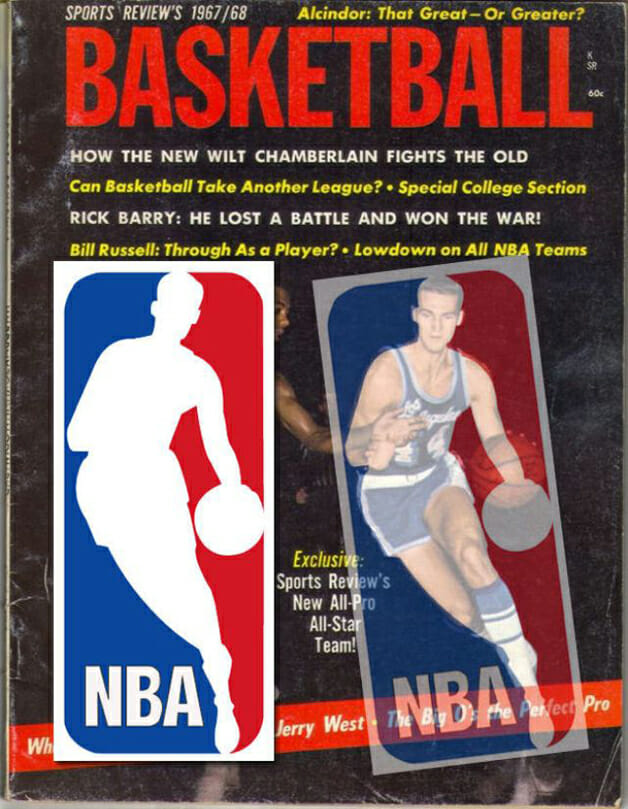 SPORTS REVIEW'S 1967/68
Alcindor: That Great – Or Greater?
BASKETBALL
K
SR
60c
HOW THE NEW WILT CHAMBERLAIN FIGHTS THE OLD
Can Basketball Take Another League? • Special College Section
RICK BARRY: HE LOST A BATTLE AND WON THE WAR!
Bill Russell: Through As a Player? • Lowdown on All NBA Teams
Exclusive:
Sports Review's
New All-Pro
All-Star
Team!
NBA
NBA
Wh
Jerry West • The Big O's the Perfect Pro